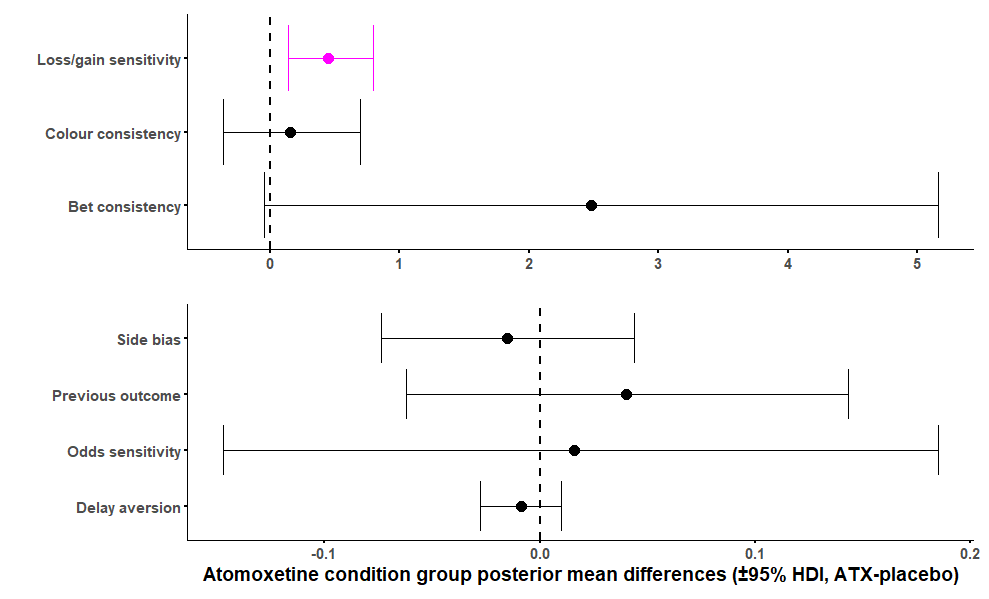 Loss/gain sensitivity
Colour consistency
Bet consistency
0 1 2 3 4 5
Side bias
Previous outcome
Odds sensitivity
Delay aversion
-0.1 0.0 0.1 0.2
Atomoxetine condition group posterior mean differences (±95% HDI, ATX-placebo)